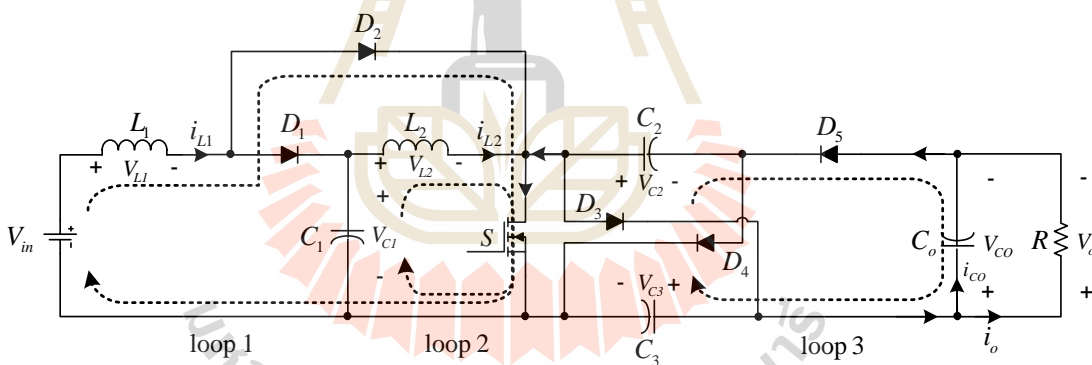 D2
L1
iL1
D1
L2
iL2
C2
D5
+ VL1 -
+ VL2 -
+ VC2 -
-
-
Vin
+
C1
+
VC1
-
S
D3
D4
Co
VCO
R
iCO
- VC3 +
+
+
C3
io
loop 1
loop 2
loop 3